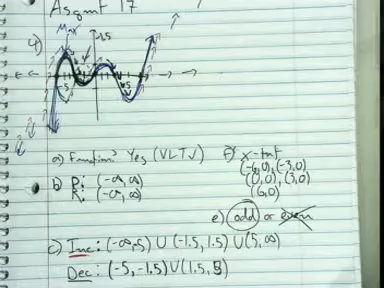 Asgmt 17
4)
Max
-5
5
a) Function? Yes (VLT√)
b) D: (-∞, ∞)
R: (-∞, ∞)
x-int
(-6,0), (-3,0)
(0,0), (3,0)
(6,0)
e) odd or even
c) Inc: (-∞,-5) ∪ (-1.5, 1.5) ∪ (5, ∞)
Dec: (-5, -1.5) ∪ (1.5, 5)